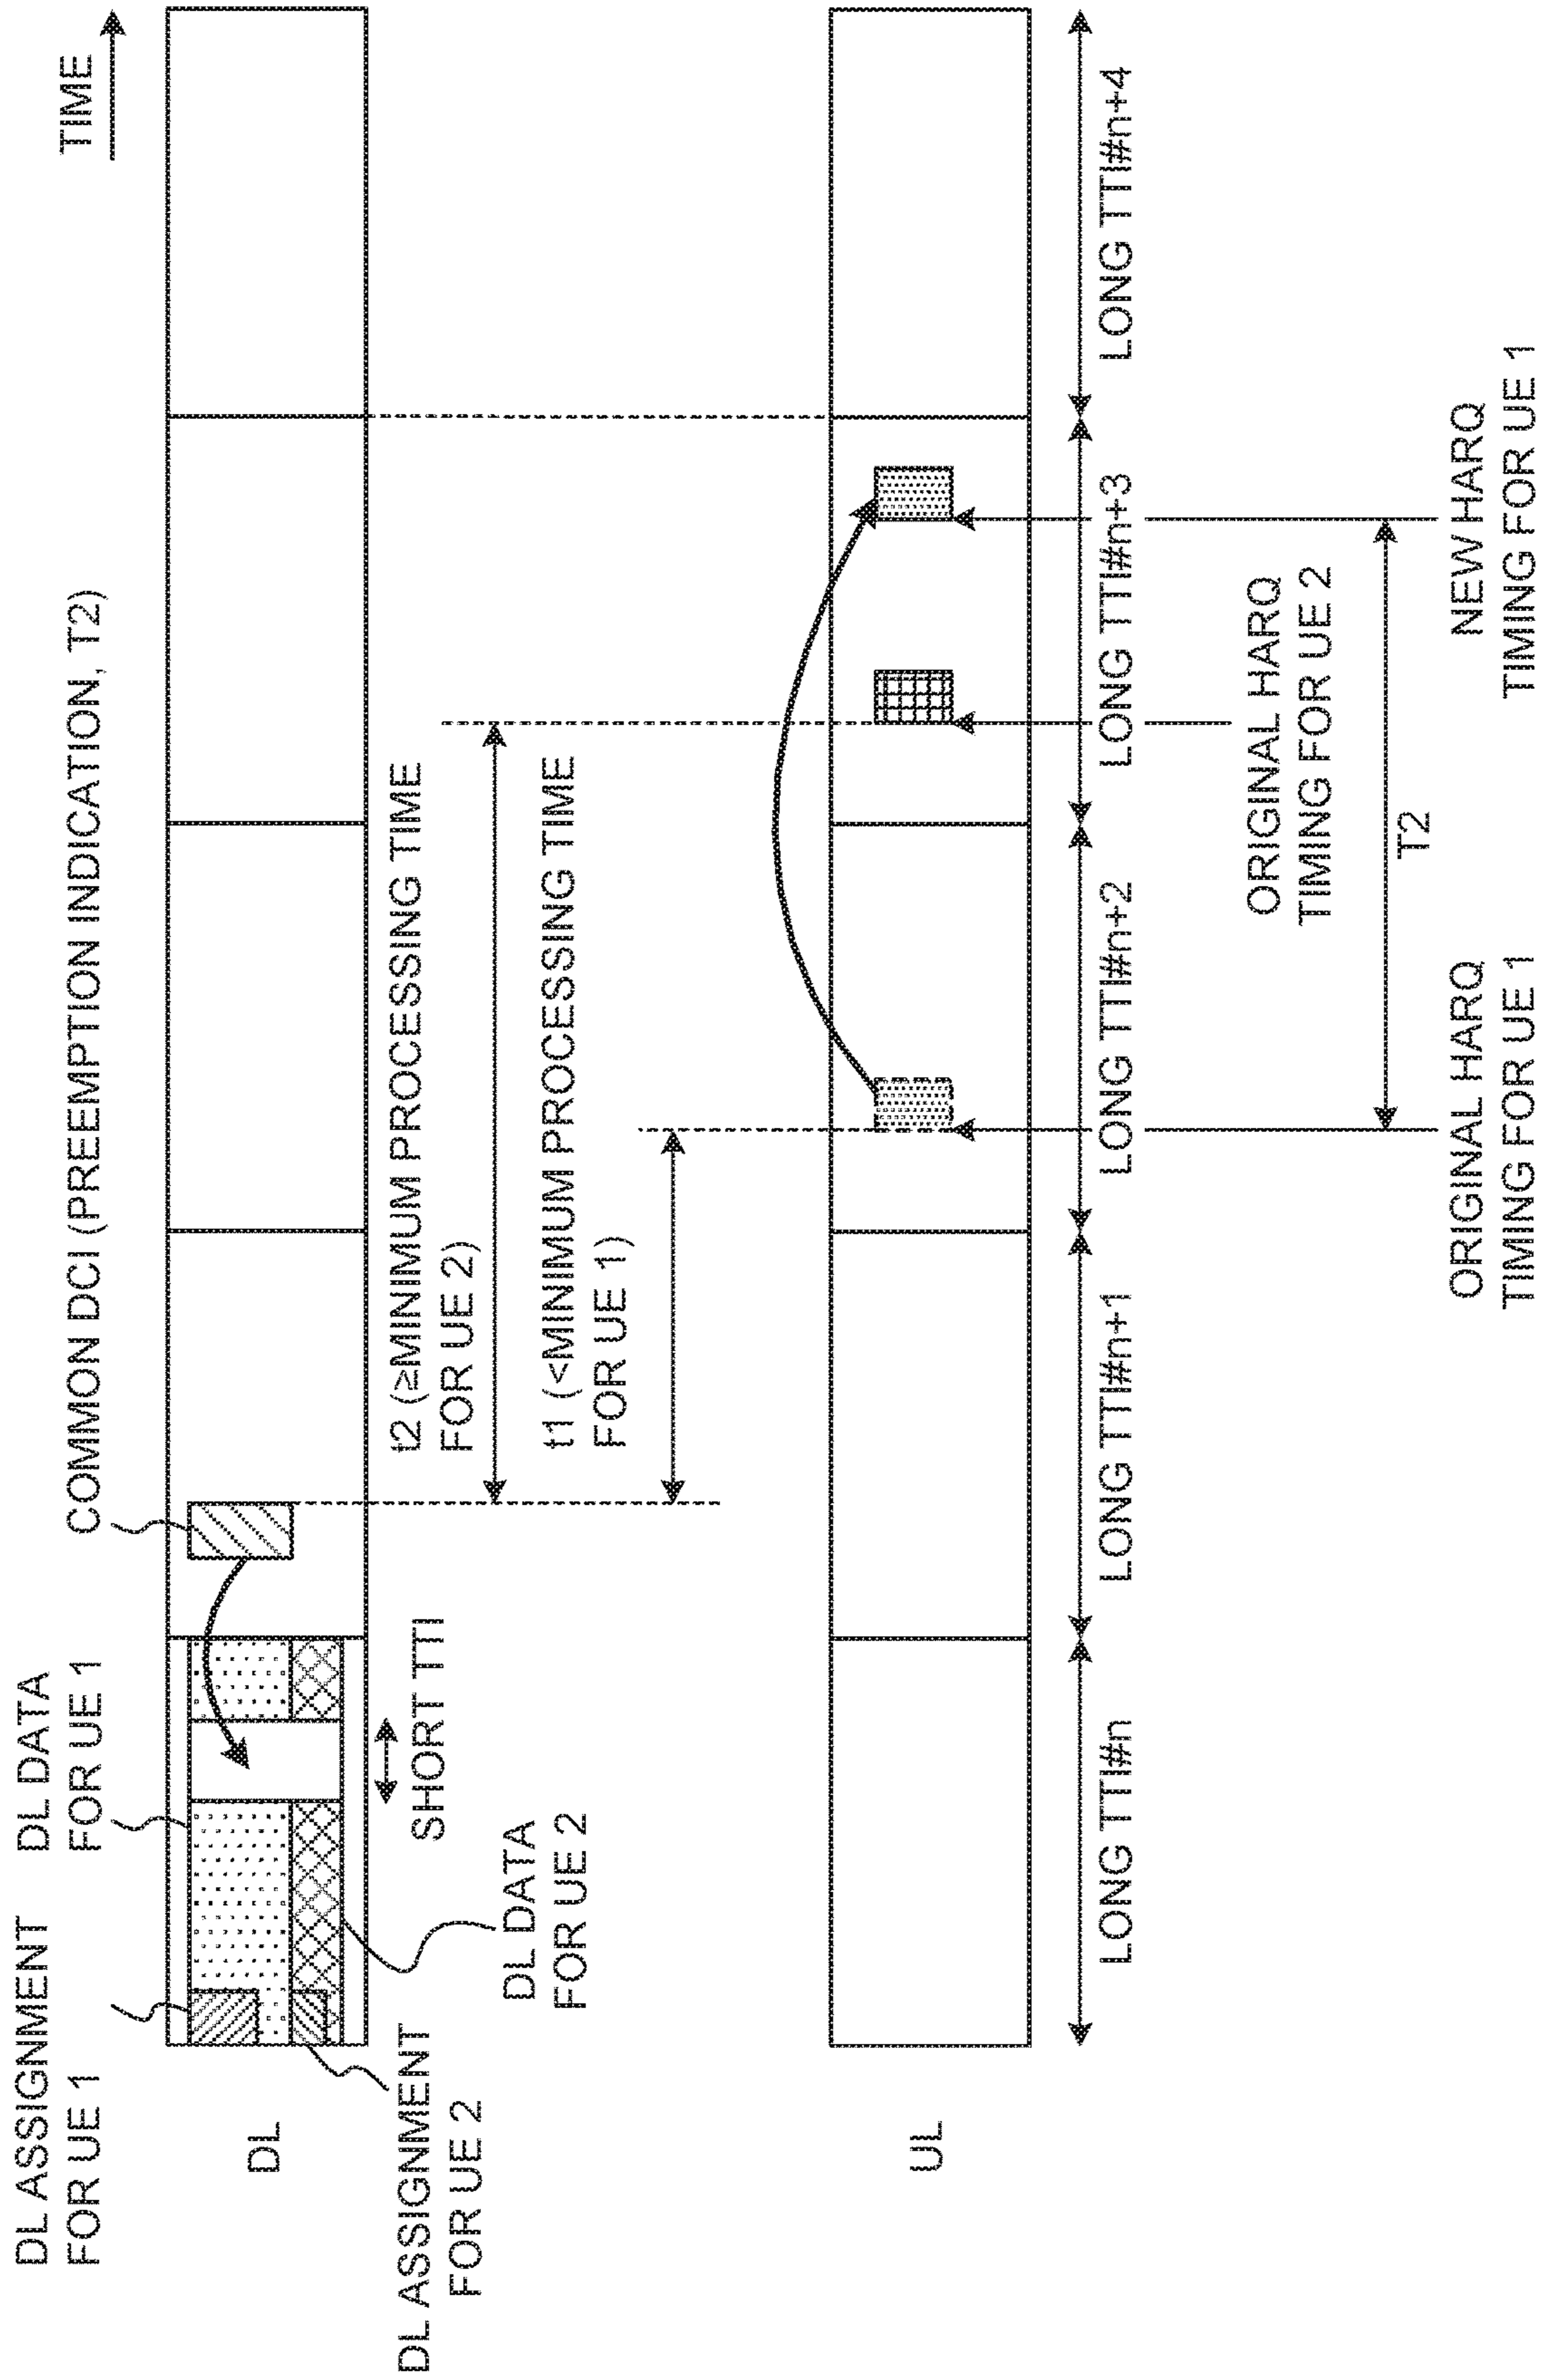 TIME
COMMON DCI (PREEMPTION INDICATION, T2)
DL DATA
FOR UE 1
DL ASSIGNMENT
FOR UE 1
DL
DL ASSIGNMENT
FOR UE 2
DL DATA
FOR UE 2
SHORT TTI
t2 (≥MINIMUM PROCESSING TIME
FOR UE 2)
t1 (<MINIMUM PROCESSING TIME
FOR UE 1)
UL
LONG TTI#n
LONG TTI#n+1
LONG TTI#n+2
LONG TTI#n+3
LONG TTI#n+4
ORIGINAL HARQ
TIMING FOR UE 2
T2
ORIGINAL HARQ
TIMING FOR UE 1
NEW HARQ
TIMING FOR UE 1